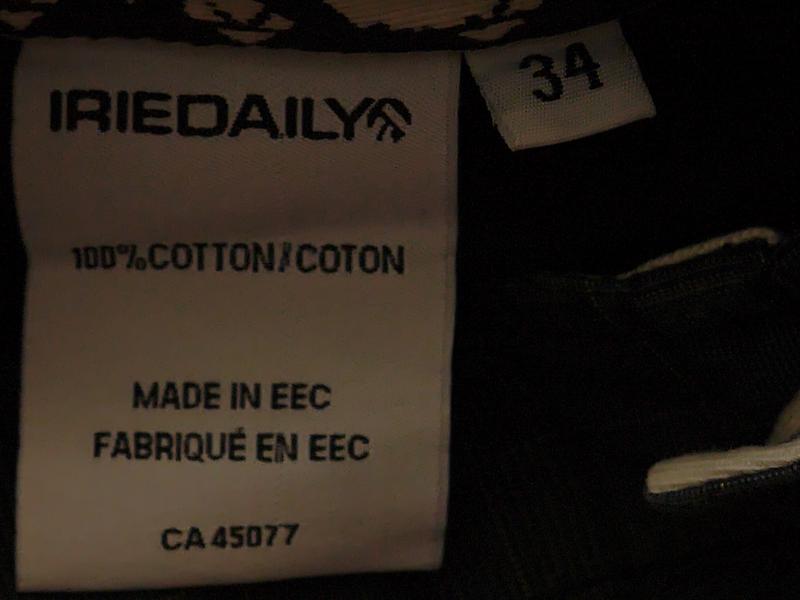 IRIEDAILY
34
100%COTTON/COTON
MADE IN EEC
FABRIQUÉ EN EEC
CA 45077